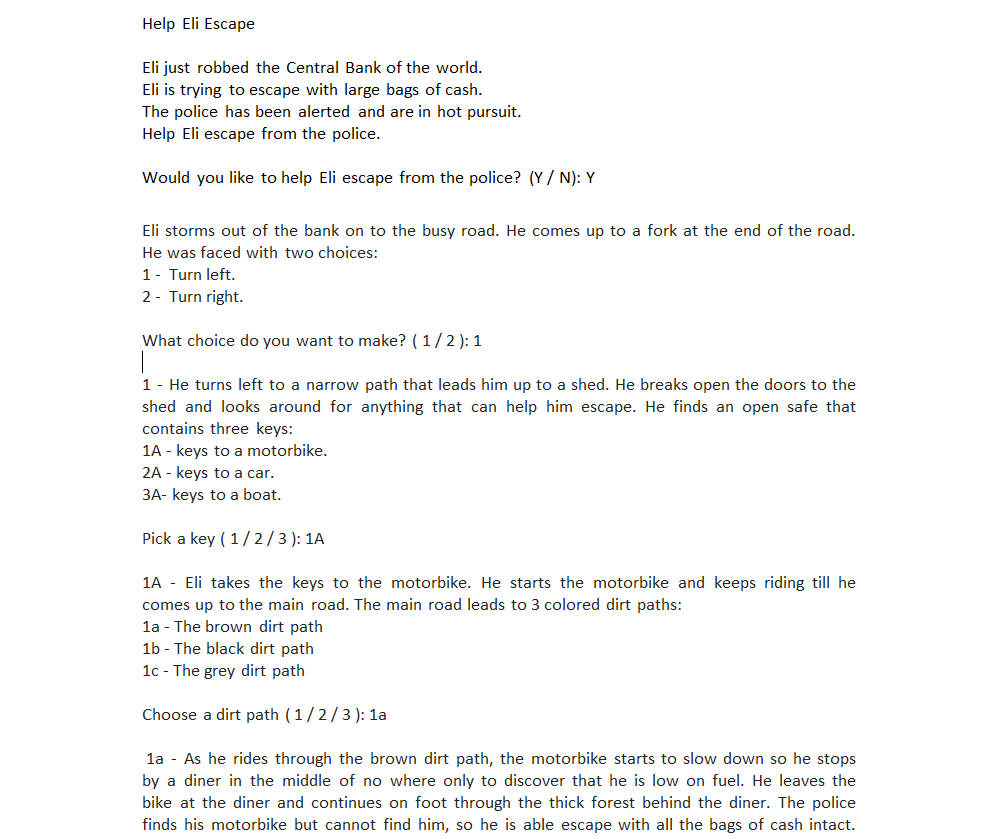 Help Eli Escape
Eli just robbed the Central Bank of the world.
Eli is trying to escape with large bags of cash.
The police has been alerted and are in hot pursuit.
Help Eli escape from the police.
Would you like to help Eli escape from the police? (Y / N): Y
Eli storms out of the bank on to the busy road. He comes up to a fork at the end of the road.
He was faced with two choices:
1 - Turn left.
2 - Turn right.
What choice do you want to make? ( 1 / 2 ): 1
1 - He turns left to a narrow path that leads him up to a shed. He breaks open the doors to the
shed and looks around for anything that can help him escape. He finds an open safe that
contains three keys:
1A - keys to a motorbike.
2A - keys to a car.
3A- keys to a boat.
Pick a key ( 1 / 2 / 3 ): 1A
1A - Eli takes the keys to the motorbike. He starts the motorbike and keeps riding till he
comes up to the main road. The main road leads to 3 colored dirt paths:
1a - The brown dirt path
1b - The black dirt path
1c - The grey dirt path
Choose a dirt path ( 1 / 2 / 3 ): 1a
1a - As he rides through the brown dirt path, the motorbike starts to slow down so he stops
by a diner in the middle of no where only to discover that he is low on fuel. He leaves the
bike at the diner and continues on foot through the thick forest behind the diner. The police
finds his motorbike but cannot find him, so he is able escape with all the bags of cash intact.